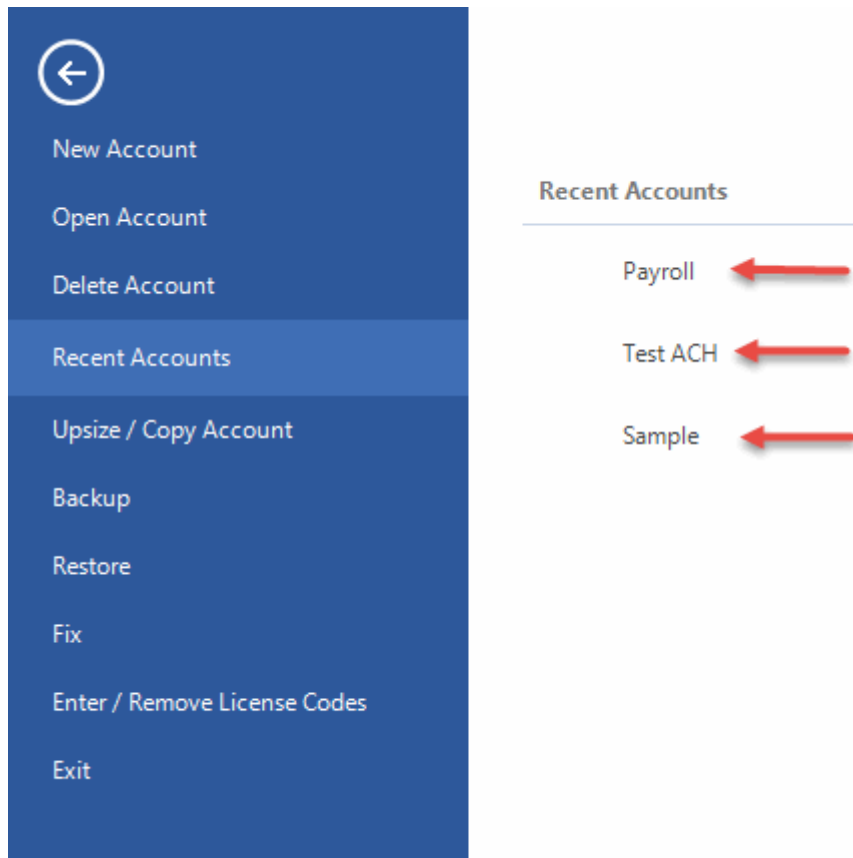 New Account
Open Account
Delete Account
Recent Accounts
Upsize / Copy Account
Backup
Restore
Fix
Enter / Remove License Codes
Exit
Recent Accounts
Payroll
Test ACH
Sample